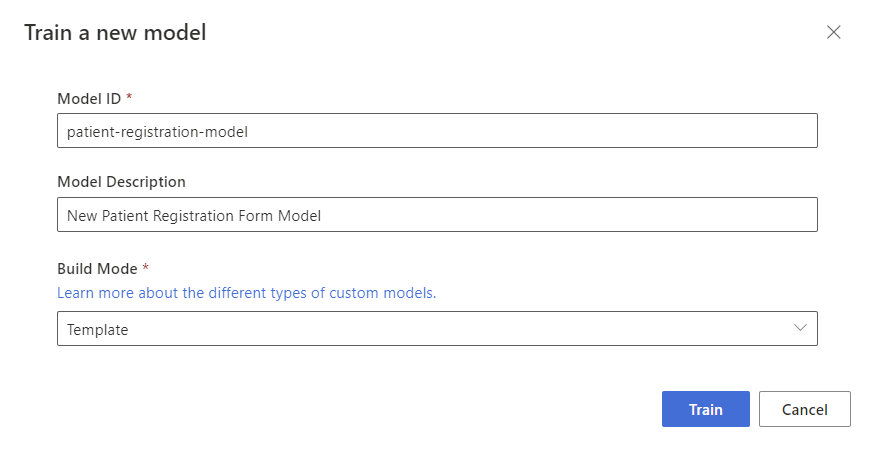 Train a new model
Model ID *
patient-registration-model
Model Description
New Patient Registration Form Model
Build Mode *
Learn more about the different types of custom models.
Template
Train
Cancel